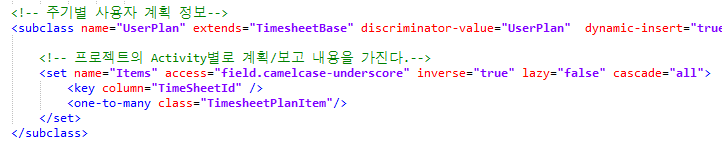 <!-- 주기별 사용자 계획 정보-->
<subclass name="UserPlan" extends="TimesheetBase" discriminator-value="UserPlan"  dynamic-insert="true
<!-- 프로젝트의 Activity별로 계획/보고 내용을 가진다.-->
<set name="Items" access="field.camelcase-underscore" inverse="true" lazy="false" cascade="all">
<key column="TimeSheetId" />
<one-to-many class="TimesheetPlanItem"/>
</set>
</subclass>